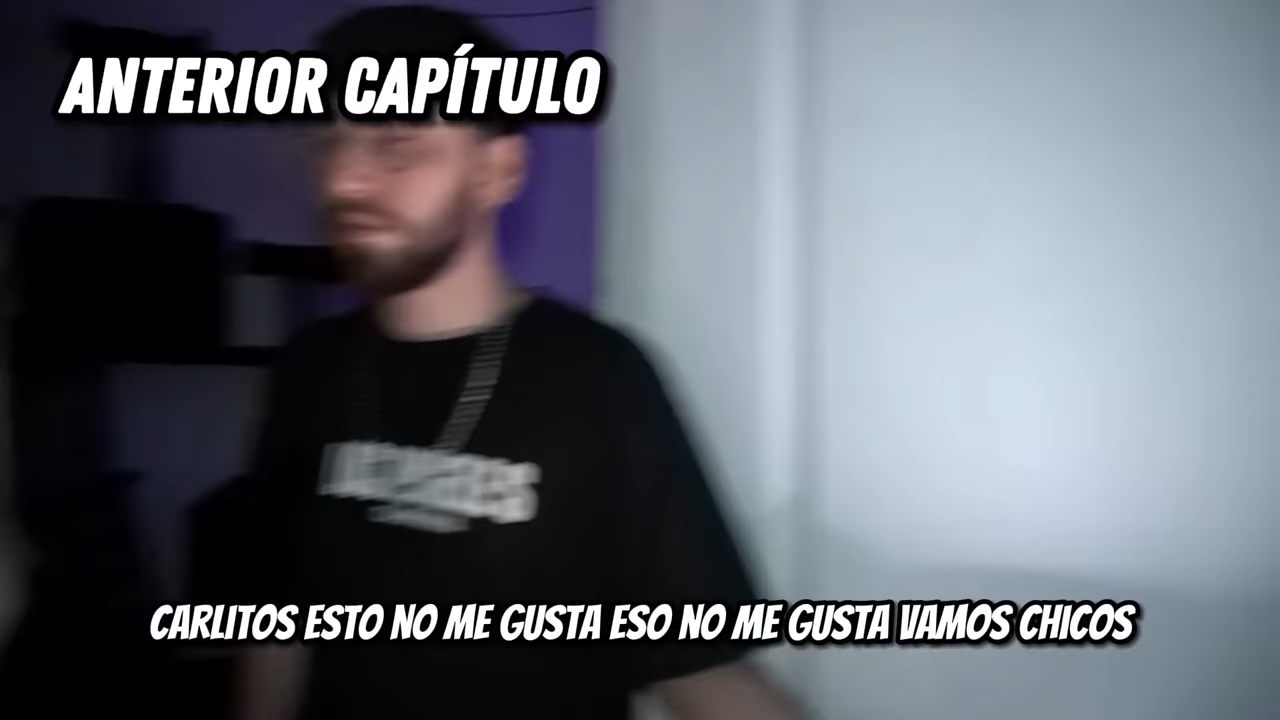 ANTERIOR CAPÍTULO
CARLITOS ESTO NO ME GUSTA ESO NO ME GUSTA VAMOS CHICOS